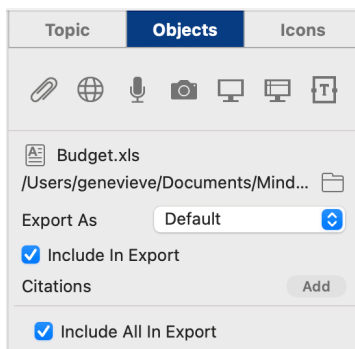 Topic Objects Icons
Budget.xls
/Users/genevieve/Documents/Mind...
Export As Default
Include In Export
Citations Add
Include All In Export